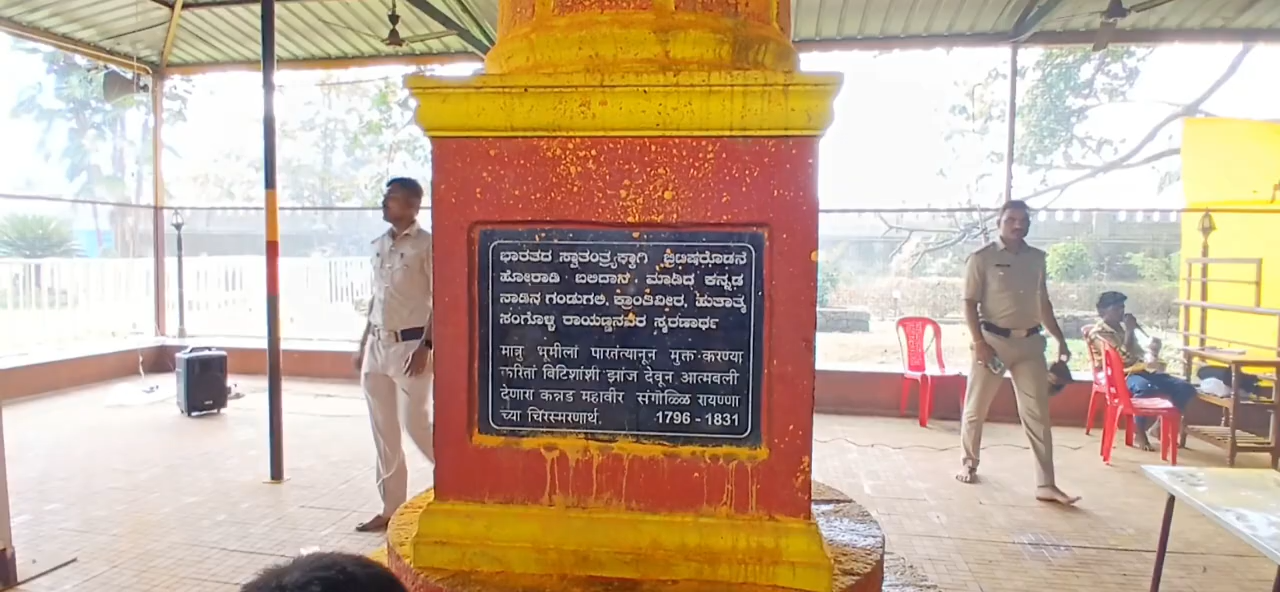 ಭಾರತದ ಸ್ವಾತಂತ್ರ್ಯಕ್ಕಾಗಿ ಬ್ರಿಟಿಷರೊಡನೆ
ಹೋರಾಡಿ ಬಲಿದಾನ ಮಾಡಿದ ಕನ್ನಡ
ನಾಡಿನ ಗಂಡುಗಲಿ, ಕ್ರಾಂತಿವೀರ, ಹುತಾತ್ಮ
ಸಂಗೊಳ್ಳಿ ರಾಯಣ್ಣನವರ ಸ್ಮರಣಾರ್ಥ
मातृ भूमीला पारतंत्र्यातून मुक्त करण्या
करितां ब्रिटिशांशी झुंज देवून आत्मबली
देणारा कन्नड महावीर संगोळ्ळि रायण्णा
च्या चिरस्मरणार्थ. 1796 - 1831